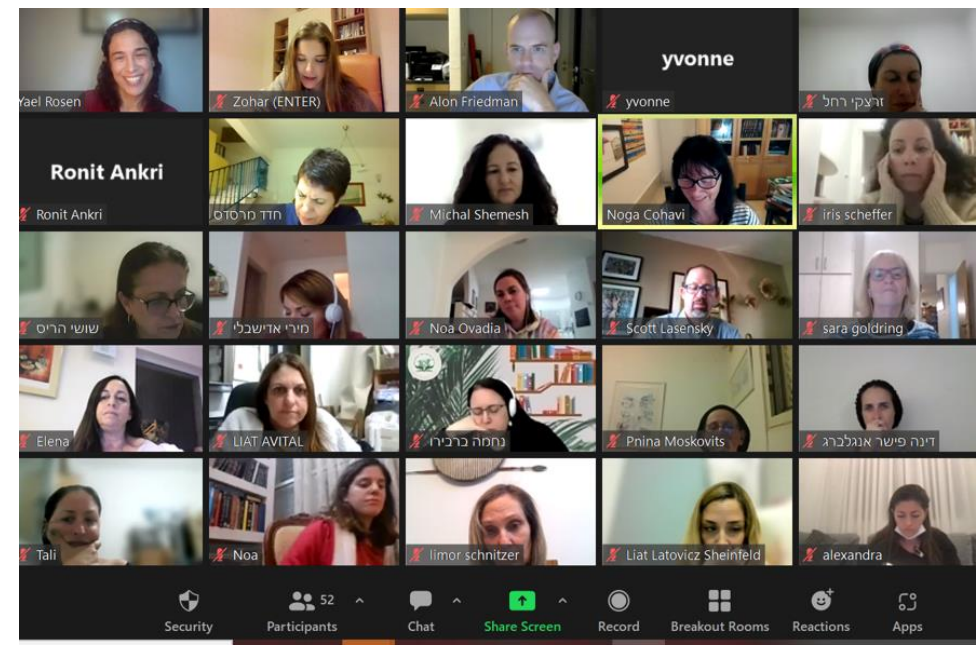 Yael Rosen
Zohar (ENTER)
Alon Friedman
yvonne
yvonne
זרצקי רחל
Ronit Ankri
Ronit Ankri
חדד מרסדס
Michal Shemesh
Noga Cohavi
iris scheffer
שושי הריס
מירי אדישבלי
Noa Ovadia
Scott Lasensky
sara goldring
Elena
LIAT AVITAL
נחמה ברבירו
Pnina Moskovits
דינה פישר אנגלברג
Tali
Noa
limor schnitzer
Liat Latovicz Sheinfeld
alexandra
52
Security
Participants
Chat
Share Screen
Record
Breakout Rooms
Reactions
Apps